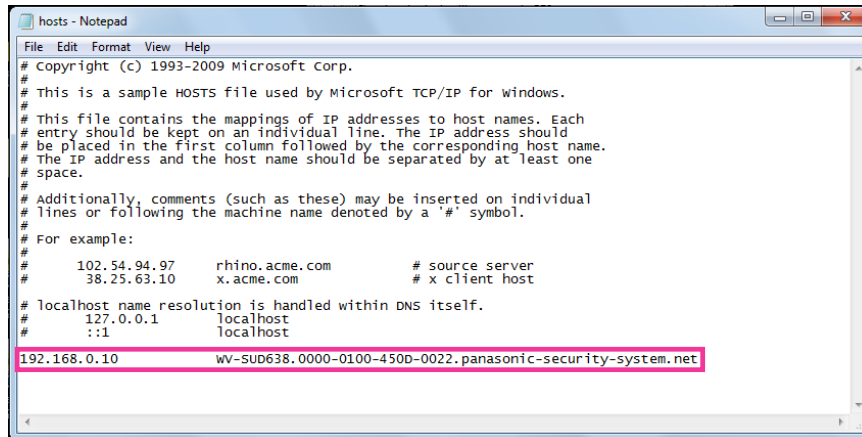 hosts - Notepad
File Edit Format View Help
# Copyright (c) 1993-2009 Microsoft Corp.
#
# This is a sample HOSTS file used by Microsoft TCP/IP for Windows.
#
# This file contains the mappings of IP addresses to host names. Each
# entry should be kept on an individual line. The IP address should
# be placed in the first column followed by the corresponding host name.
# The IP address and the host name should be separated by at least one
# space.
#
# Additionally, comments (such as these) may be inserted on individual
# lines or following the machine name denoted by a '#' symbol.
#
# For example:
#
# 102.54.94.97 rhino.acme.com # source server
# 38.25.63.10 x.acme.com # x client host

# localhost name resolution is handled within DNS itself.
# 127.0.0.1 localhost
# ::1 localhost

192.168.0.10 WV-SUD638.0000-0100-450D-0022.panasonic-security-system.net